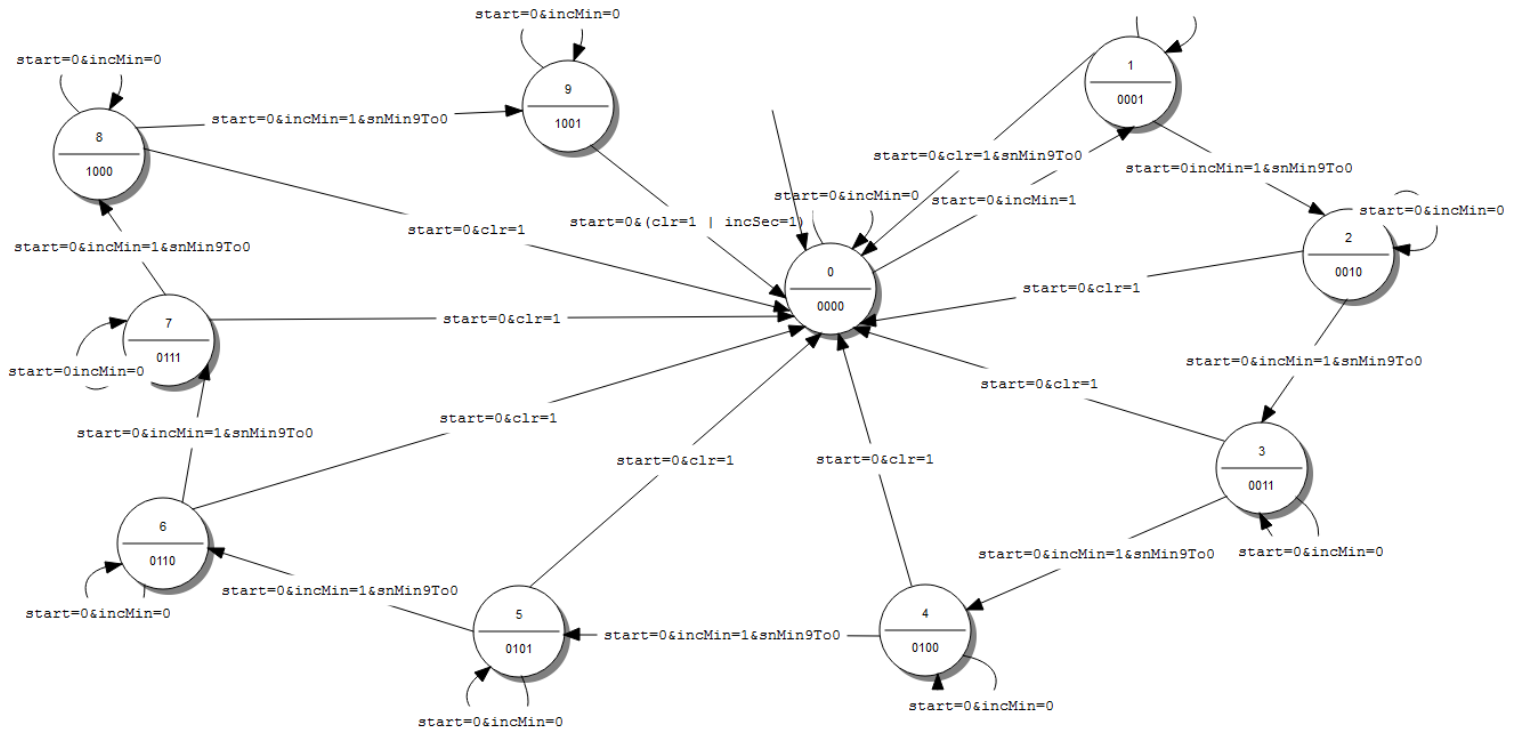 start=0&incMin=0
start=0&incMin=0
9
1001
1
0001
8
1000
start=0&incMin=1&snMin9To0
start=0&clr=1&snMin9To0
start=0incMin=1&snMin9To0
start=0&incMin=0
start=0&incMin=1
start=0&incMin=0
start=0&(clr=1 | incSec=1)
start=0&clr=1
start=0&incMin=1&snMin9To0
2
0010
0
0000
start=0&clr=1
7
0111
start=0&clr=1
start=0incMin=0
start=0&incMin=1&snMin9To0
start=0&clr=1
start=0&clr=1
start=0&incMin=1&snMin9To0
3
0011
start=0&clr=1
start=0&clr=1
6
0110
start=0&incMin=0
start=0&incMin=1&snMin9To0
start=0&incMin=1&snMin9To0
start=0&incMin=0
5
0101
start=0&incMin=1&snMin9To0
4
0100
start=0&incMin=0
start=0&incMin=0